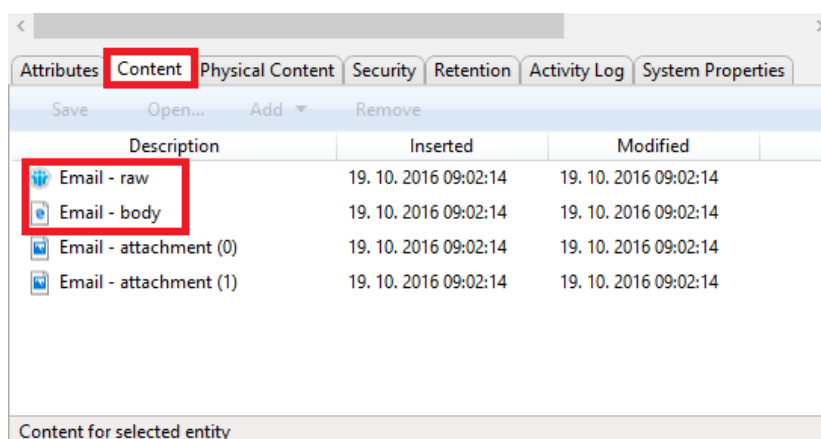 Attributes Content Physical Content Security Retention Activity Log System Properties
Save Open... Add Remove
Description Inserted Modified
Email - raw 19. 10. 2016 09:02:14 19. 10. 2016 09:02:14
Email - body 19. 10. 2016 09:02:14 19. 10. 2016 09:02:14
Email - attachment (0) 19. 10. 2016 09:02:14 19. 10. 2016 09:02:14
Email - attachment (1) 19. 10. 2016 09:02:14 19. 10. 2016 09:02:14
Content for selected entity